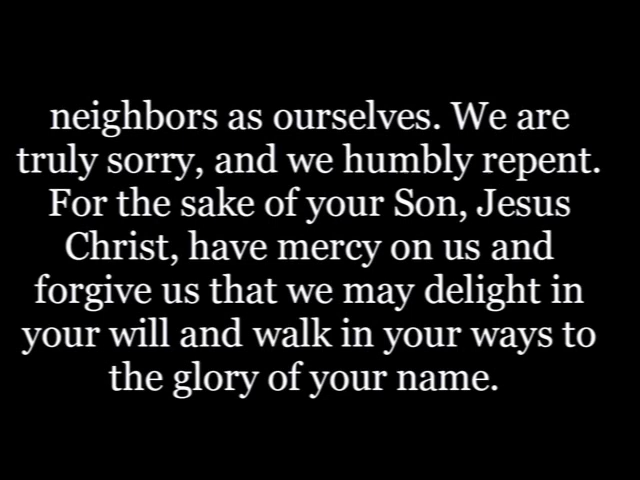 neighbors as ourselves. We are
truly sorry, and we humbly repent.
For the sake of your Son, Jesus
Christ, have mercy on us and
forgive us that we may delight in
your will and walk in your ways to
the glory of your name.